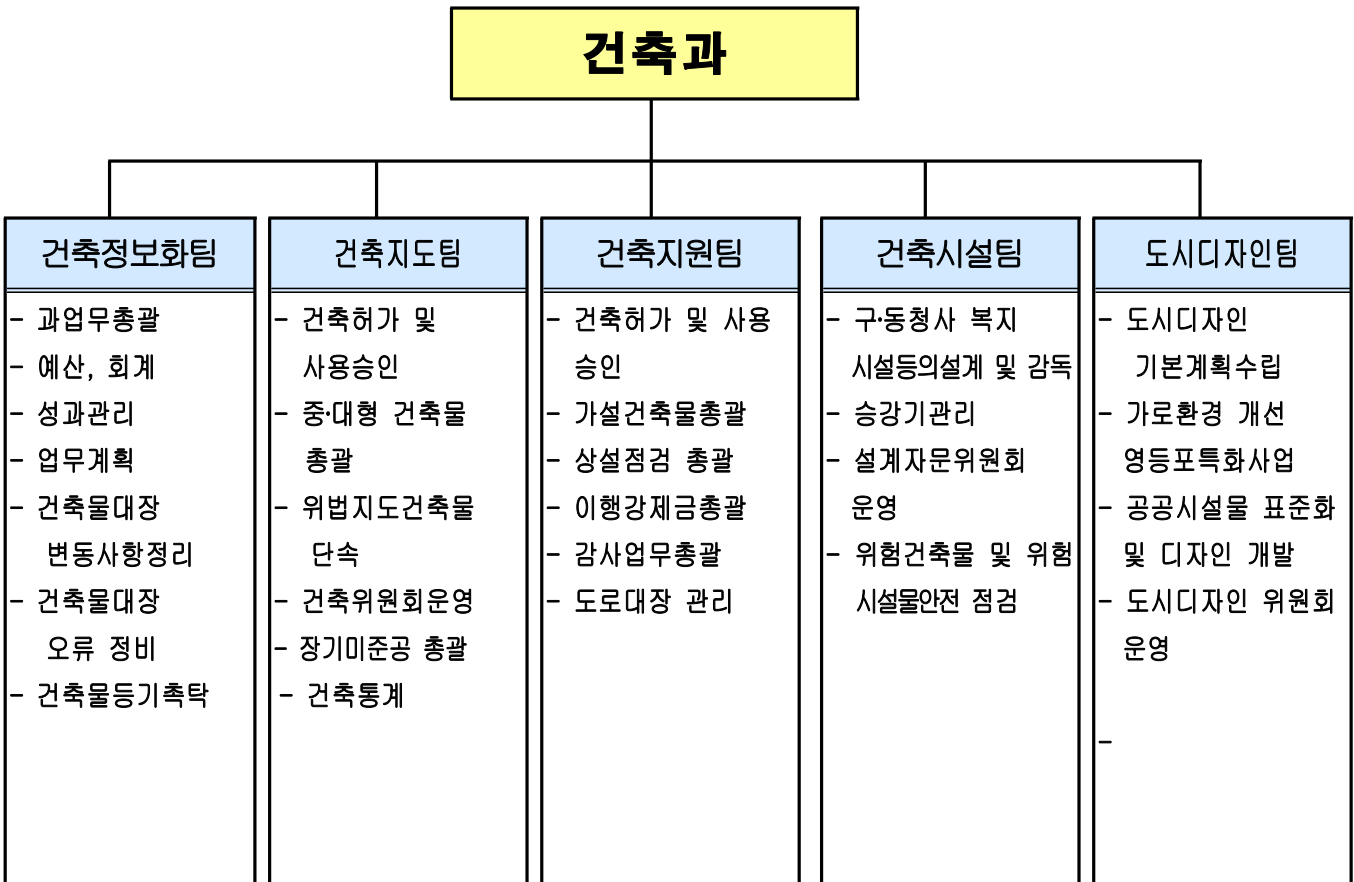 건축과
건축정보화팀
- 과업무총괄
- 예산, 회계
- 성과관리
- 업무계획
- 건축물대장
변동사항정리
- 건축물대장
오류 정비
- 건축물등기촉탁
건축지도팀
- 건축허가 및
사용승인
- 중·대형 건축물
총괄
- 위법지도건축물
단속
- 건축위원회운영
- 장기미준공 총괄
- 건축통계
건축지원팀
- 건축허가 및 사용
승인
- 가설건축물총괄
- 상설점검 총괄
- 이행강제금총괄
- 감사업무총괄
- 도로대장 관리
건축시설팀
- 구·동청사 복지
시설등의설계 및 감독
- 승강기관리
- 설계자문위원회
운영
- 위험건축물 및 위험
시설물안전 점검
도시디자인팀
- 도시디자인
기본계획수립
- 가로환경 개선
영등포특화사업
- 공공시설물 표준화
및 디자인 개발
- 도시디자인 위원회
운영
-